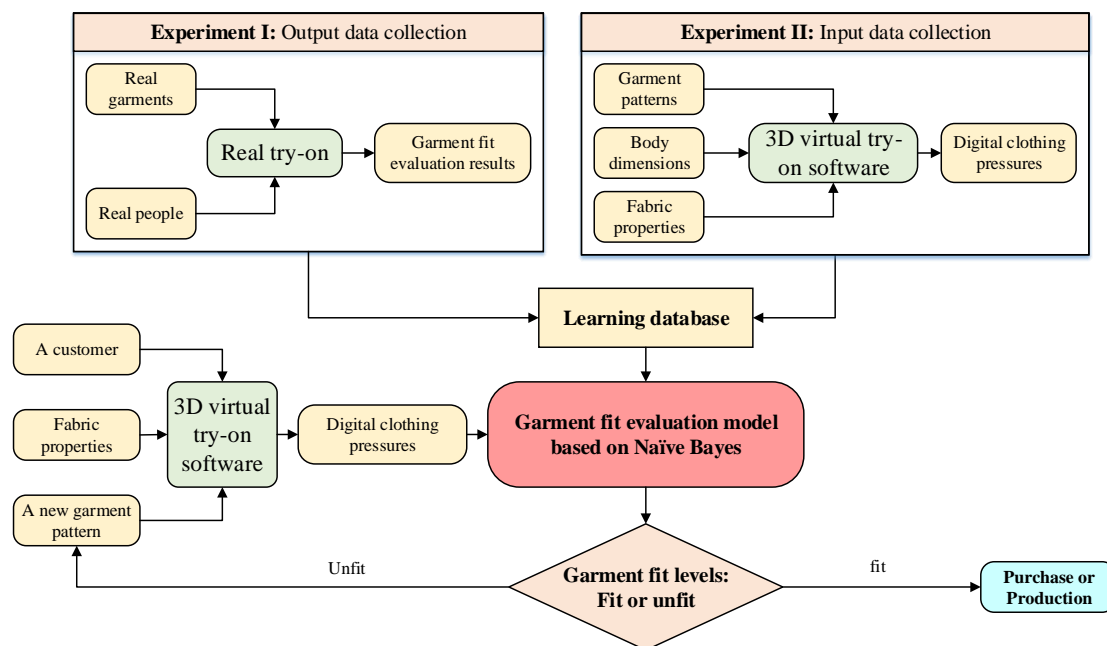 Experiment I: Output data collection
Real
garments
Real try-on
Garment fit
evaluation results
Real people
Experiment II: Input data collection
Garment
patterns
Body
dimensions
Fabric
properties
3D virtual try-
on software
Digital clothing
pressures
Learning database
A customer
Fabric
properties
A new garment
pattern
3D virtual
try-on
software
Digital clothing
pressures
Garment fit evaluation model
based on Naïve Bayes
Unfit
Garment fit levels:
Fit or unfit
fit
Purchase or
Production